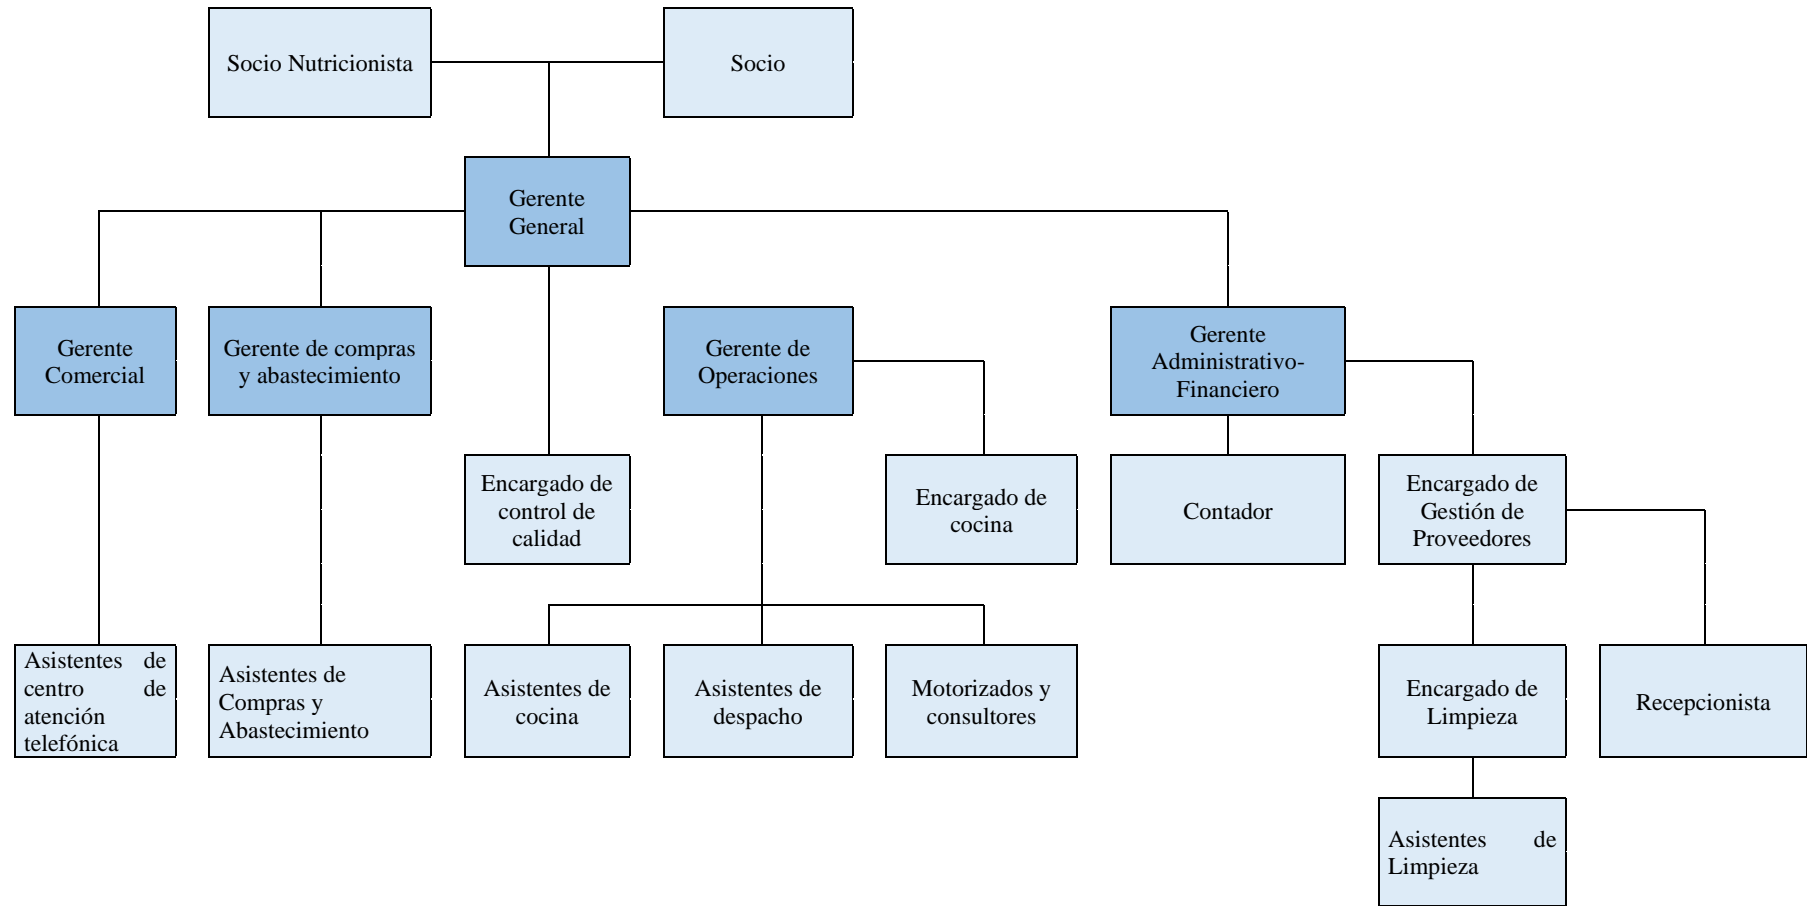 Socio Nutricionista
Socio
Gerente
General
Gerente
Comercial
Gerente de compras
y abastecimiento
Gerente de
Operaciones
Gerente
Administrativo-
Financiero
Encargado de
control de
calidad
Encargado de
cocina
Contador
Encargado de
Gestión de
Proveedores
Asistentes de
centro de
atención
telefónica
Asistentes de
Compras y
Abastecimiento
Asistentes de
cocina
Asistentes de
despacho
Motorizados y
consultores
Encargado de
Limpieza
Recepcionista
Asistentes de
Limpieza